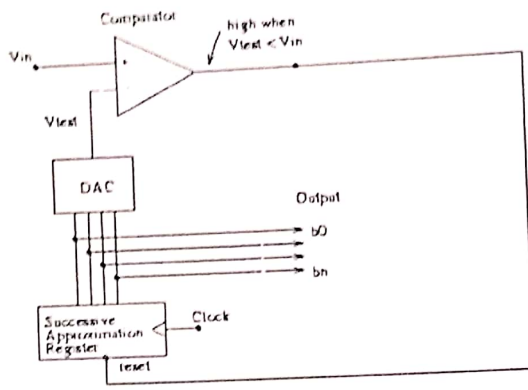 Comparator
high when
Vtest < Vin
Vin
Vtest
DAC
Output
b0
bn
Clock
Successive
Approximation
Register
reset